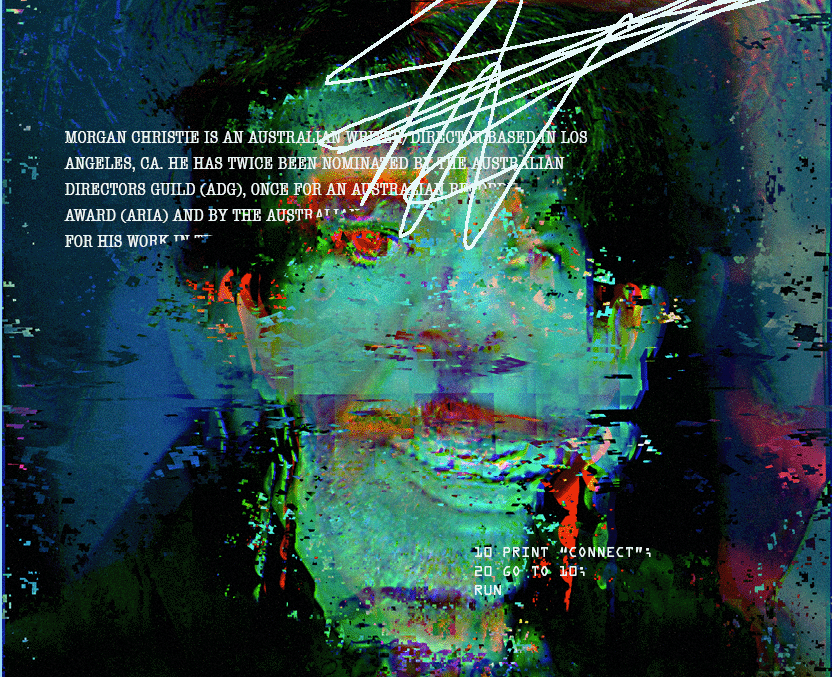 MORGAN CHRISTIE IS AN AUSTRALIAN WRITER/DIRECTOR BASED IN LOS
ANGELES, CA. HE HAS TWICE BEEN NOMINATED BY THE AUSTRALIAN
DIRECTORS GUILD (ADG), ONCE FOR AN AUSTRALIAN
AWARD (ARIA) AND BY THE AUSTRALIAN
FOR HIS WORK IN
10 PRINT "CONNECT";
20 GO TO 10;
RUN